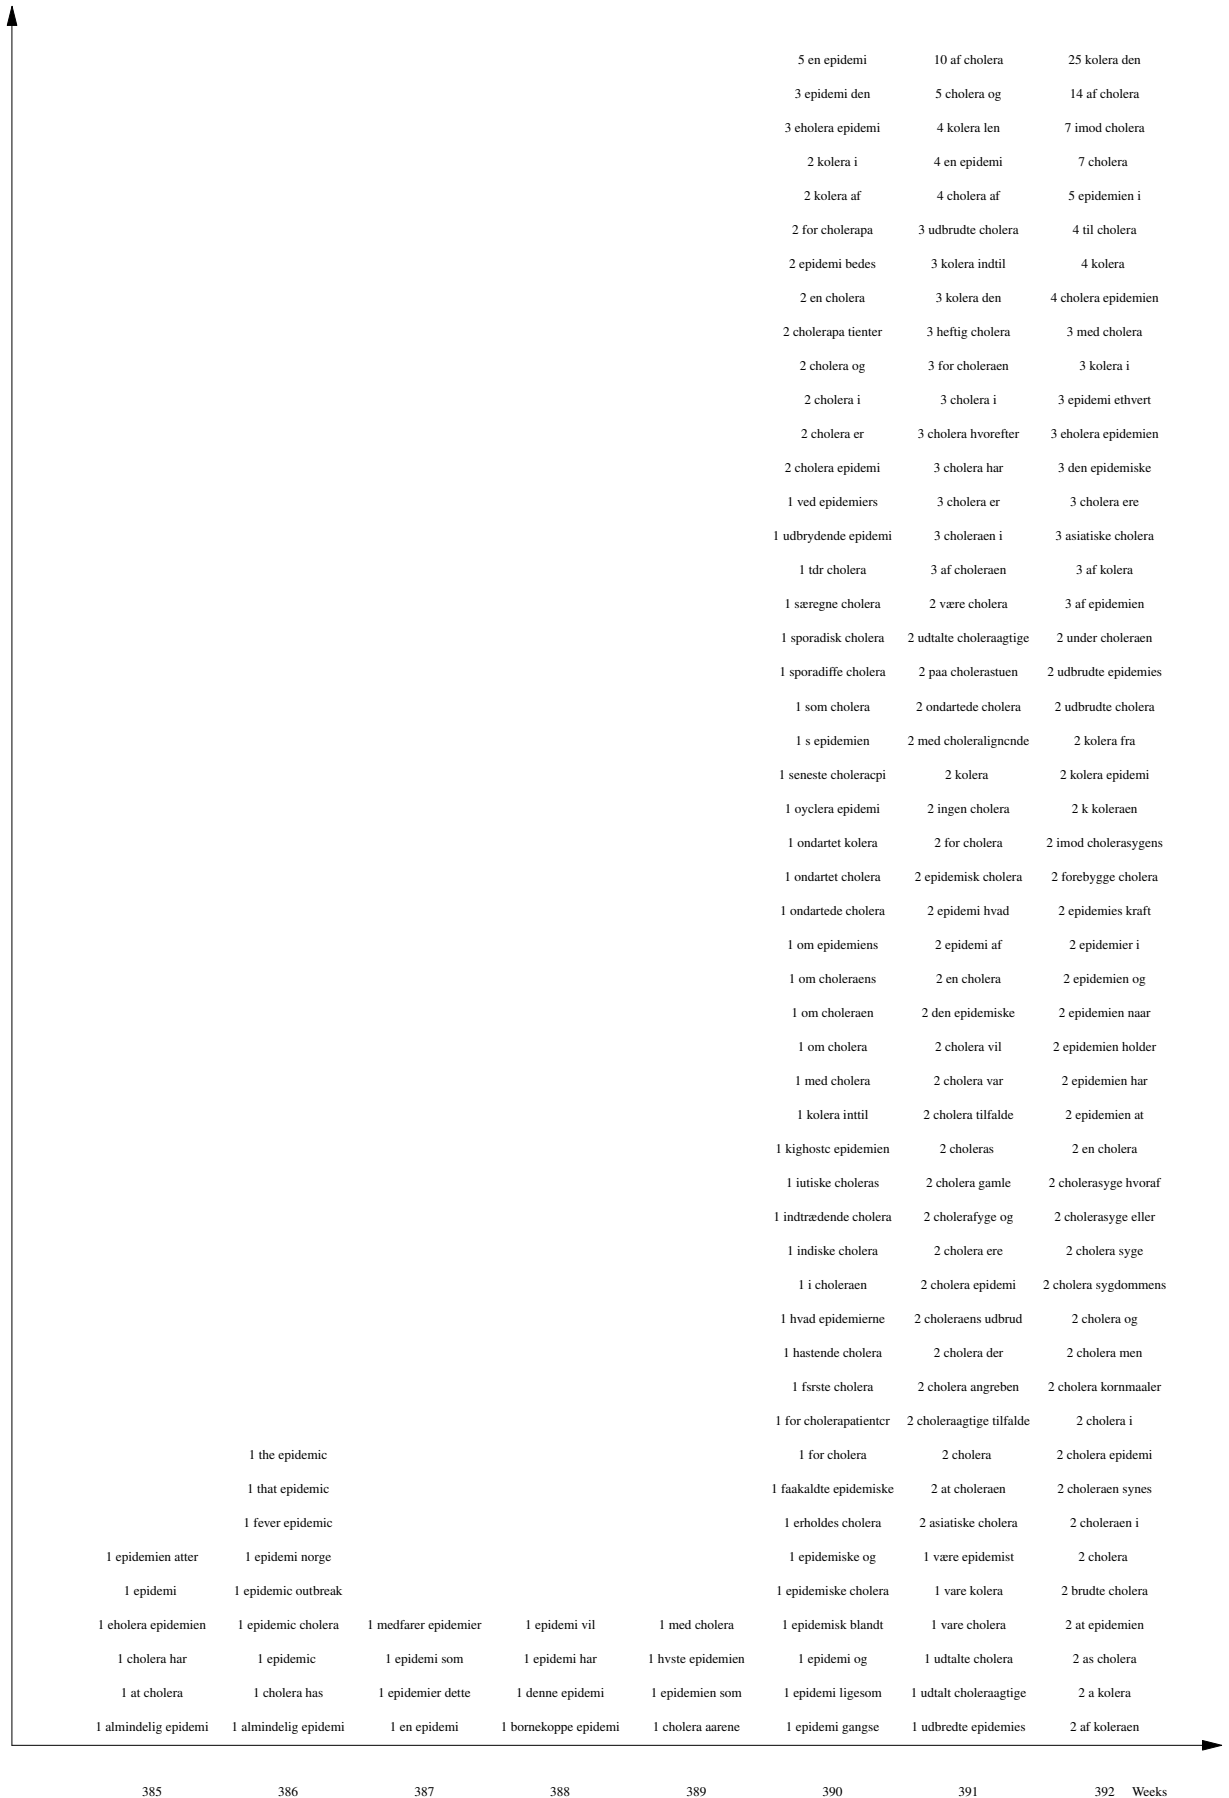 5 en epidemi 10 af cholera 25 kolera den
3 epidemi den 5 cholera og 14 af cholera
3 eholera epidemi 4 kolera len 7 imod cholera
2 kolera i 4 en epidemi 7 cholera
2 kolera af 4 cholera af 5 epidemien i
2 for cholerapa 3 udbrudte cholera 4 til cholera
2 epidemi bedes 3 kolera indtil 4 kolera
2 en cholera 3 kolera den 4 cholera epidemien
2 cholerapa tienter 3 heftig cholera 3 med cholera
2 cholera og 3 for choleraen 3 kolera i
2 cholera i 3 cholera i 3 epidemi ethvert
2 cholera er 3 cholera hvorefter 3 eholera epidemien
2 cholera epidemi 3 cholera har 3 den epidemiske
1 ved epidemiers 3 cholera er 3 cholera ere
1 udbrydende epidemi 3 choleraen i 3 asiatiske cholera
1 tdr cholera 3 af choleraen 3 af kolera
1 særegne cholera 2 være cholera 3 af epidemien
1 sporadisk cholera 2 udtalte choleraagtige 2 under choleraen
1 sporadiffe cholera 2 paa cholerastuen 2 udbrudte epidemies
1 som cholera 2 ondartede cholera 2 udbrudte cholera
1 s epidemien 2 med choleraligncnde 2 kolera fra
1 seneste choleracpi 2 kolera 2 kolera epidemi
1 oyclera epidemi 2 ingen cholera 2 k koleraen
1 ondartet kolera 2 for cholera 2 imod cholerasygens
1 ondartet cholera 2 epidemisk cholera 2 forebygge cholera
1 ondartede cholera 2 epidemi hvad 2 epidemies kraft
1 om epidemiens 2 epidemi af 2 epidemier i
1 om choleraens 2 en cholera 2 epidemien og
1 om choleraen 2 den epidemiske 2 epidemien naar
1 om cholera 2 cholera vil 2 epidemien holder
1 med cholera 2 cholera var 2 epidemien har
1 kolera inttil 2 cholera tilfalde 2 epidemien at
1 kighostc epidemien 2 choleras 2 en cholera
1 iutiske choleras 2 cholera gamle 2 cholerasyge hvoraf
1 indtrædende cholera 2 cholerafyge og 2 cholerasyge eller
1 indiske cholera 2 cholera ere 2 cholera syge
1 i choleraen 2 cholera epidemi 2 cholera sygdommens
1 hvad epidemierne 2 choleraens udbrud 2 cholera og
1 hastende cholera 2 cholera der 2 cholera men
1 fsrste cholera 2 cholera angreben 2 cholera kornmaaler
1 for cholerapatientcr 2 choleraagtige tilfalde 2 cholera i
1 the epidemic 1 for cholera 2 cholera 2 cholera epidemi
1 that epidemic 1 faakaldte epidemiske 2 at choleraen 2 choleraen synes
1 fever epidemic 1 erholdes cholera 2 asiatiske cholera 2 choleraen i
1 epidemien atter 1 epidemi norge 1 epidemiske og 1 være epidemist 2 cholera
1 epidemi 1 epidemic outbreak 1 epidemiske cholera 1 vare kolera 2 brudte cholera
1 eholera epidemien 1 epidemic cholera 1 medfarer epidemier 1 epidemi vil 1 med cholera 1 epidemisk blandt 1 vare cholera 2 at epidemien
1 cholera har 1 epidemic 1 epidemi som 1 epidemi har 1 hvste epidemien 1 epidemi og 1 udtalte cholera 2 as cholera
1 at cholera 1 cholera has 1 epidemier dette 1 denne epidemi 1 epidemien som 1 epidemi ligesom 1 udtalt choleraagtige 2 a kolera
1 almindelig epidemi 1 almindelig epidemi 1 en epidemi 1 bornekoppe epidemi 1 cholera aarene 1 epidemi gangse 1 udbredte epidemies 2 af koleraen
385 386 387 388 389 390 391 392 Weeks